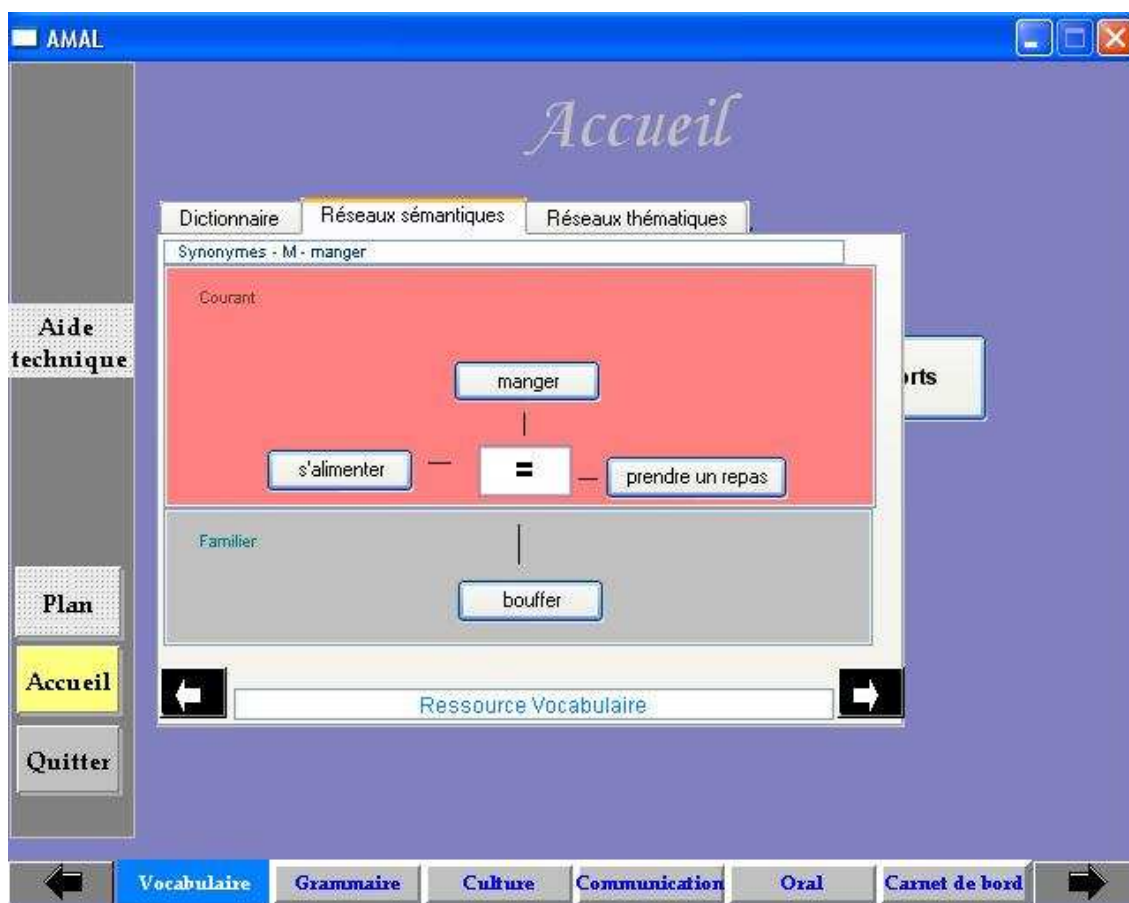 AMAL
Accueil
Dictionnaire Réseaux sémantiques Réseaux thématiques
Synonymes - M - manger
Courant
manger
s'alimenter = prendre un repas
Familier
bouffer
Ressource Vocabulaire
orts
Aide
technique
Plan
Accueil
Quitter
Vocabulaire Grammaire Culture Communication Oral Carnet de bord